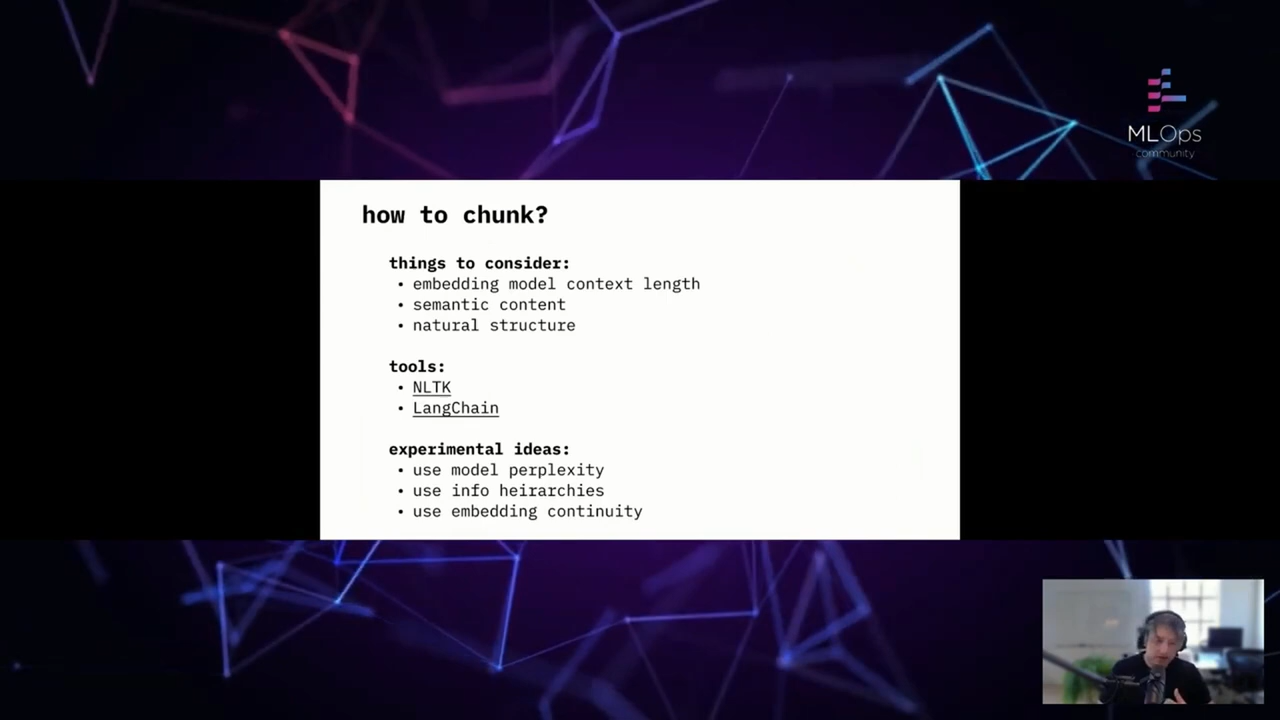 MLOps
community
how to chunk?
things to consider:
• embedding model context length
• semantic content
• natural structure
tools:
• NLTK
• LangChain
experimental ideas:
• use model perplexity
• use info heirarchies
• use embedding continuity